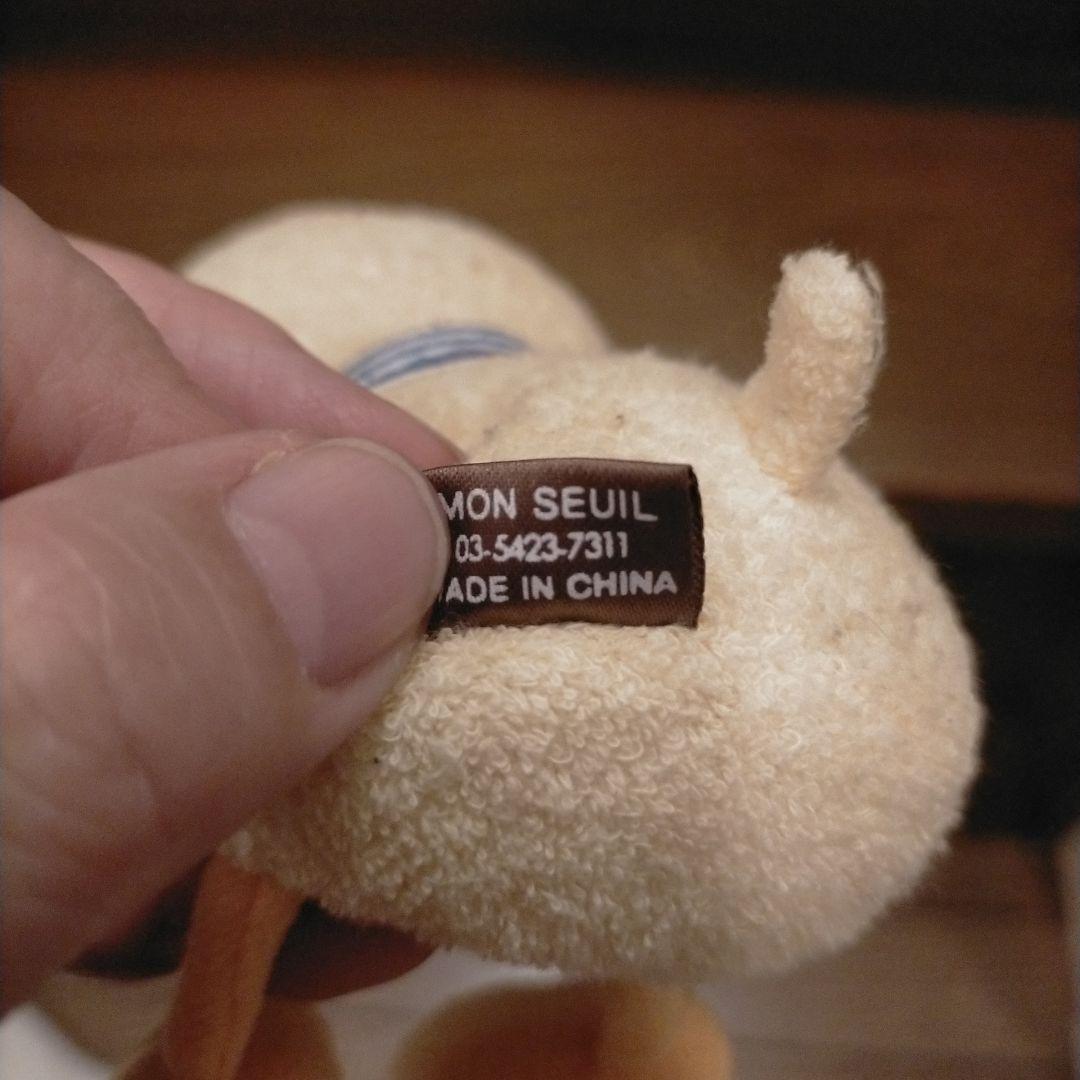 MON SEUIL
03-5423-7311
ADE IN CHINA